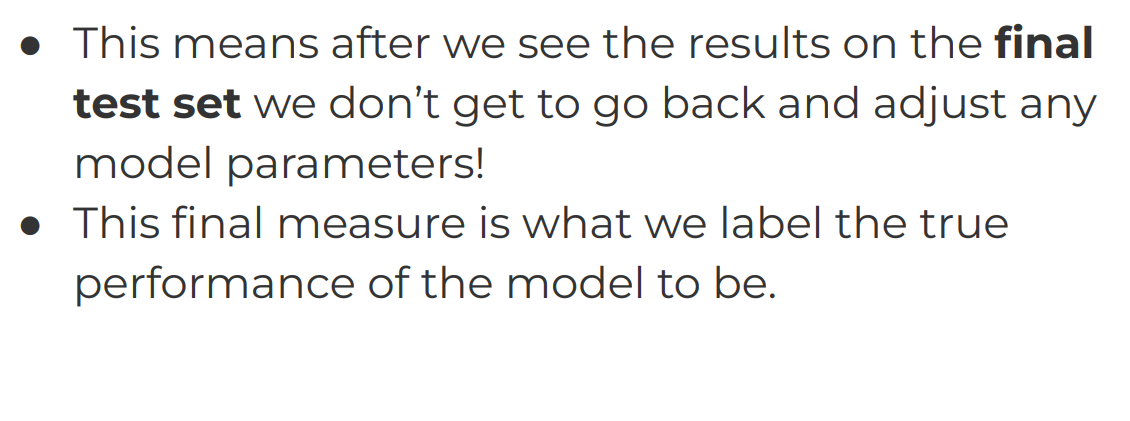 ● This means after we see the results on the final
test set we don’t get to go back and adjust any
model parameters!
● This final measure is what we label the true
performance of the model to be.